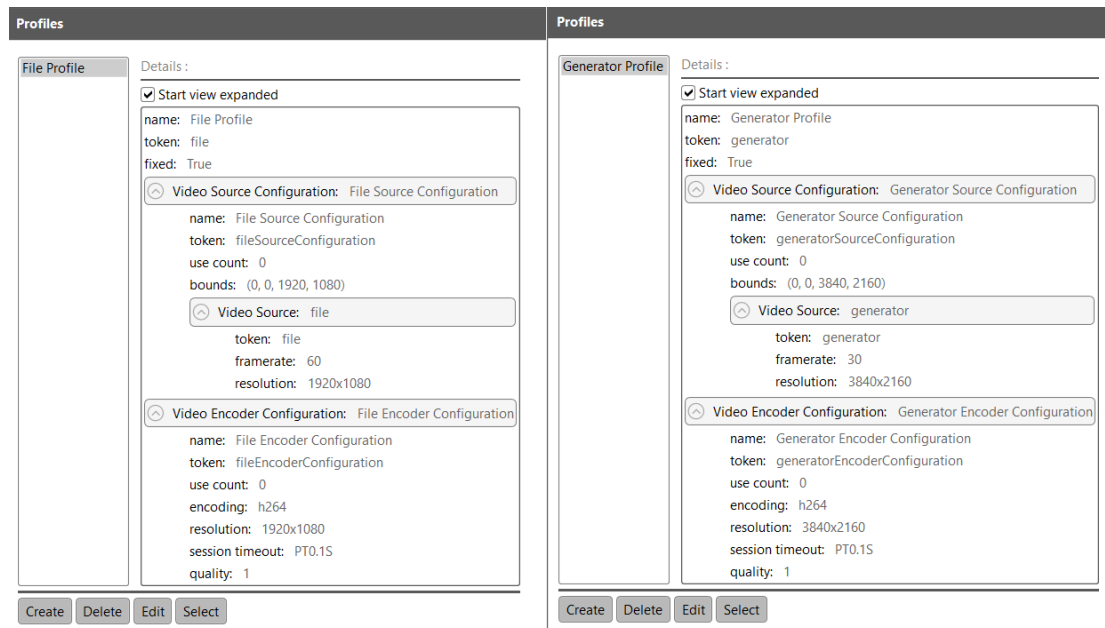 Profiles
File Profile
Details :
Start view expanded
name: File Profile
token: file
fixed: True
Video Source Configuration: File Source Configuration
name: File Source Configuration
token: fileSourceConfiguration
use count: 0
bounds: (0, 0, 1920, 1080)
Video Source: file
token: file
framerate: 60
resolution: 1920x1080
Video Encoder Configuration: File Encoder Configuration
name: File Encoder Configuration
token: fileEncoderConfiguration
use count: 0
encoding: h264
resolution: 1920x1080
session timeout: PT0.1S
quality: 1
Create Delete Edit Select
Profiles
Generator Profile
Details :
Start view expanded
name: Generator Profile
token: generator
fixed: True
Video Source Configuration: Generator Source Configuration
name: Generator Source Configuration
token: generatorSourceConfiguration
use count: 0
bounds: (0, 0, 3840, 2160)
Video Source: generator
token: generator
framerate: 30
resolution: 3840x2160
Video Encoder Configuration: Generator Encoder Configuration
name: Generator Encoder Configuration
token: generatorEncoderConfiguration
use count: 0
encoding: h264
resolution: 3840x2160
session timeout: PT0.1S
quality: 1
Create Delete Edit Select